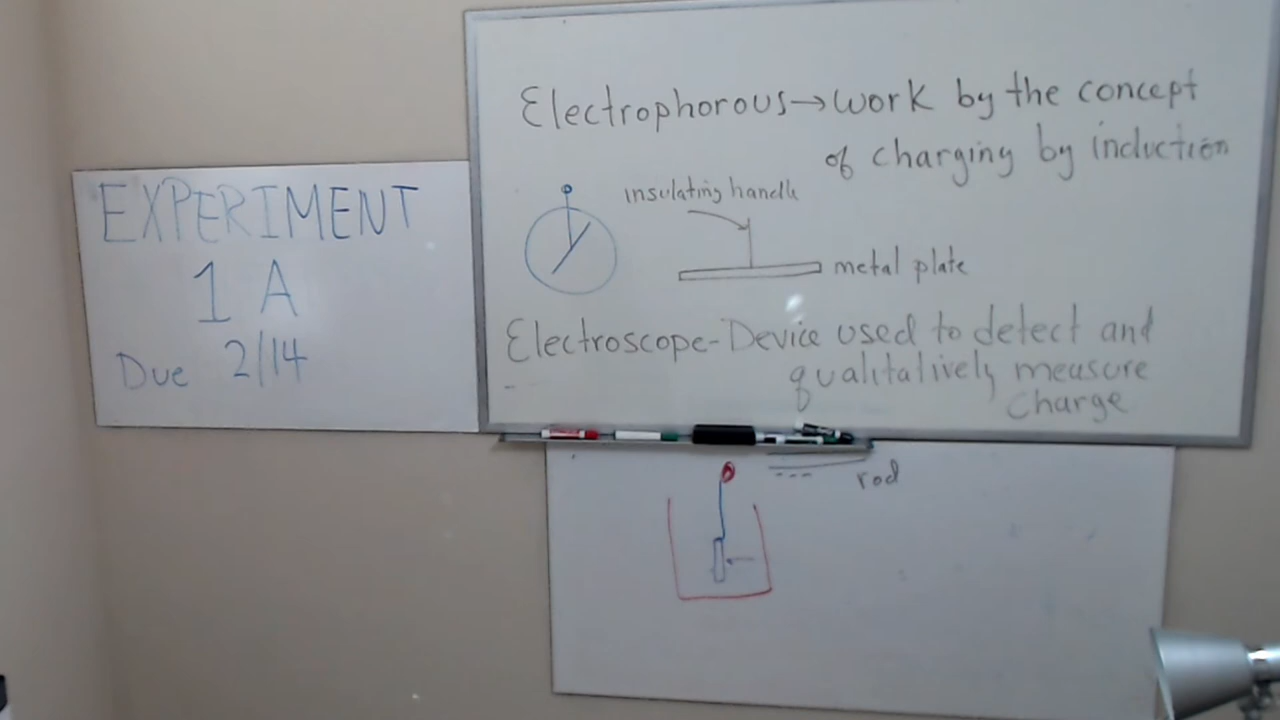 EXPERIMENT
1 A
Due 2/14
Electrophorous→work by the concept
of charging by induction
insulating handle
metal plate
Electroscope-Device used to detect and
qualitatively measure
Charge
rod